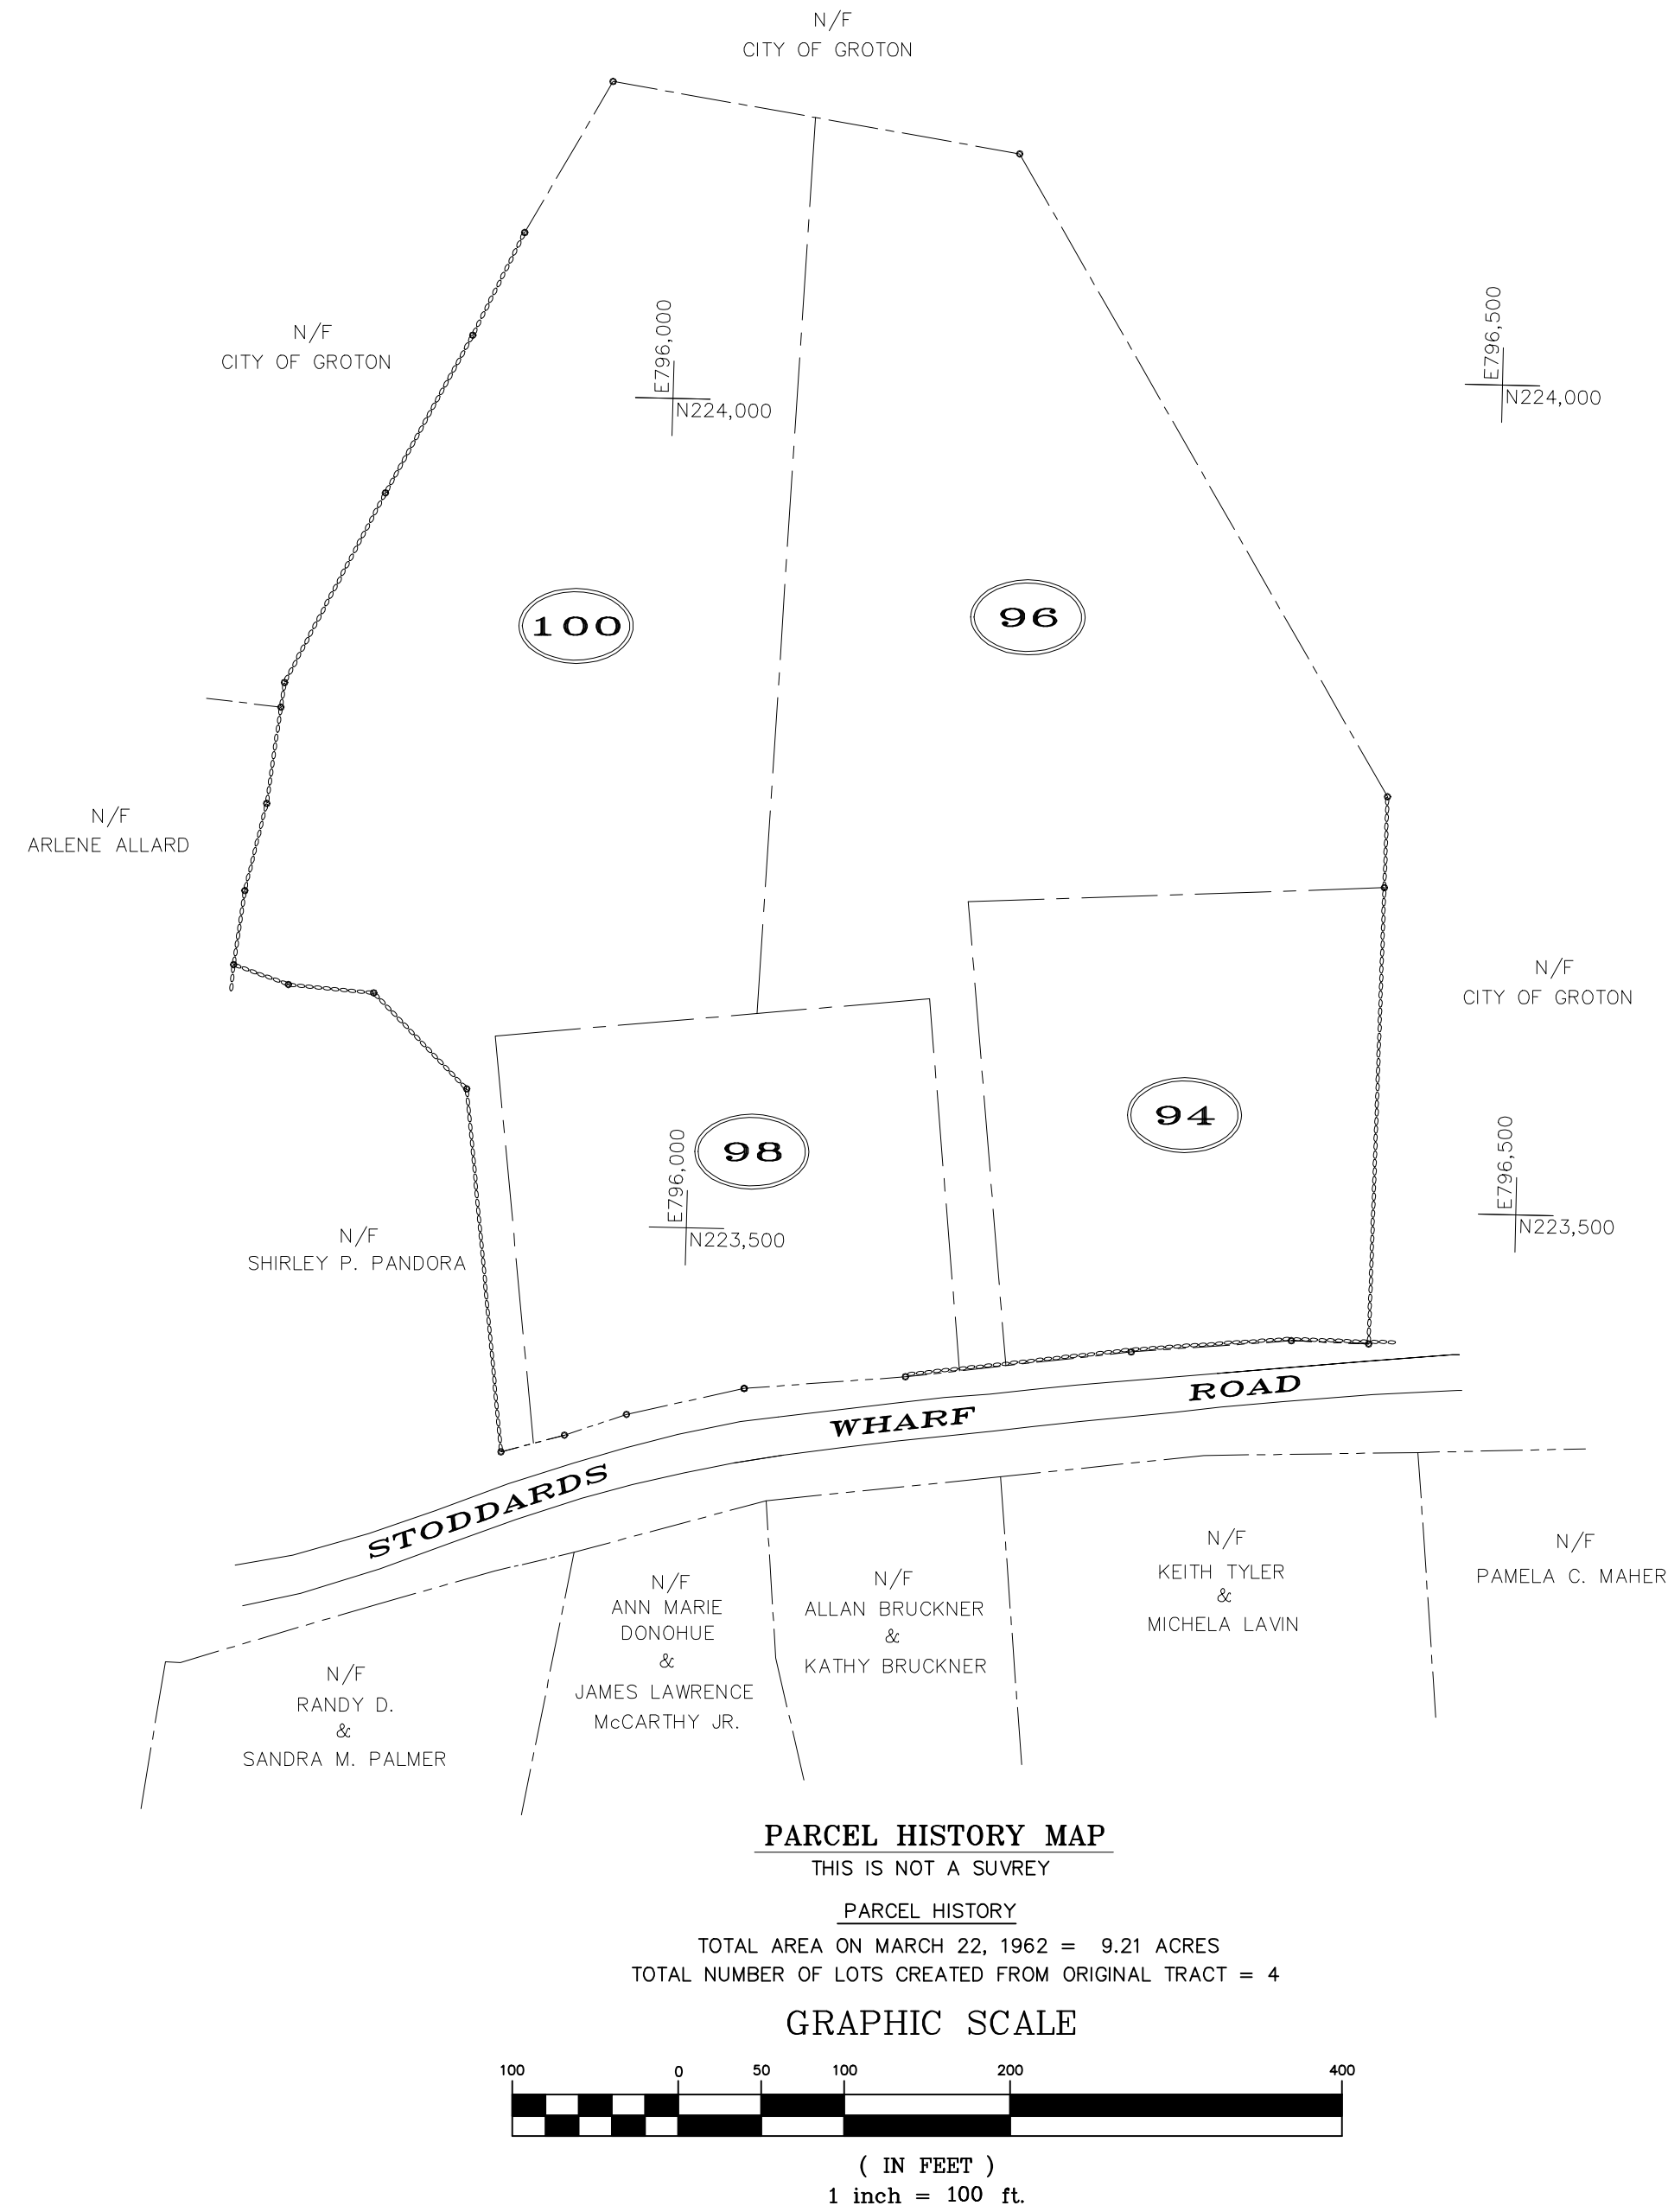 N/F
CITY OF GROTON
N/F
CITY OF GROTON
E796,000
N224,000
E796,500
N224,000
100
96
N/F
ARLENE ALLARD
N/F
CITY OF GROTON
98
94
E796,000
N223,500
E796,500
N223,500
N/F
SHIRLEY P. PANDORA
STODDARDS WHARF ROAD
N/F
RANDY D.
&
SANDRA M. PALMER
N/F
ANN MARIE
DONOHUE
&
JAMES LAWRENCE
McCARTHY JR.
N/F
ALLAN BRUCKNER
&
KATHY BRUCKNER
N/F
KEITH TYLER
&
MICHELA LAVIN
N/F
PAMELA C. MAHER
PARCEL HISTORY MAP
THIS IS NOT A SUVREY
PARCEL HISTORY
TOTAL AREA ON MARCH 22, 1962 = 9.21 ACRES
TOTAL NUMBER OF LOTS CREATED FROM ORIGINAL TRACT = 4
GRAPHIC SCALE
100 0 50 100 200 400
( IN FEET )
1 inch = 100 ft.